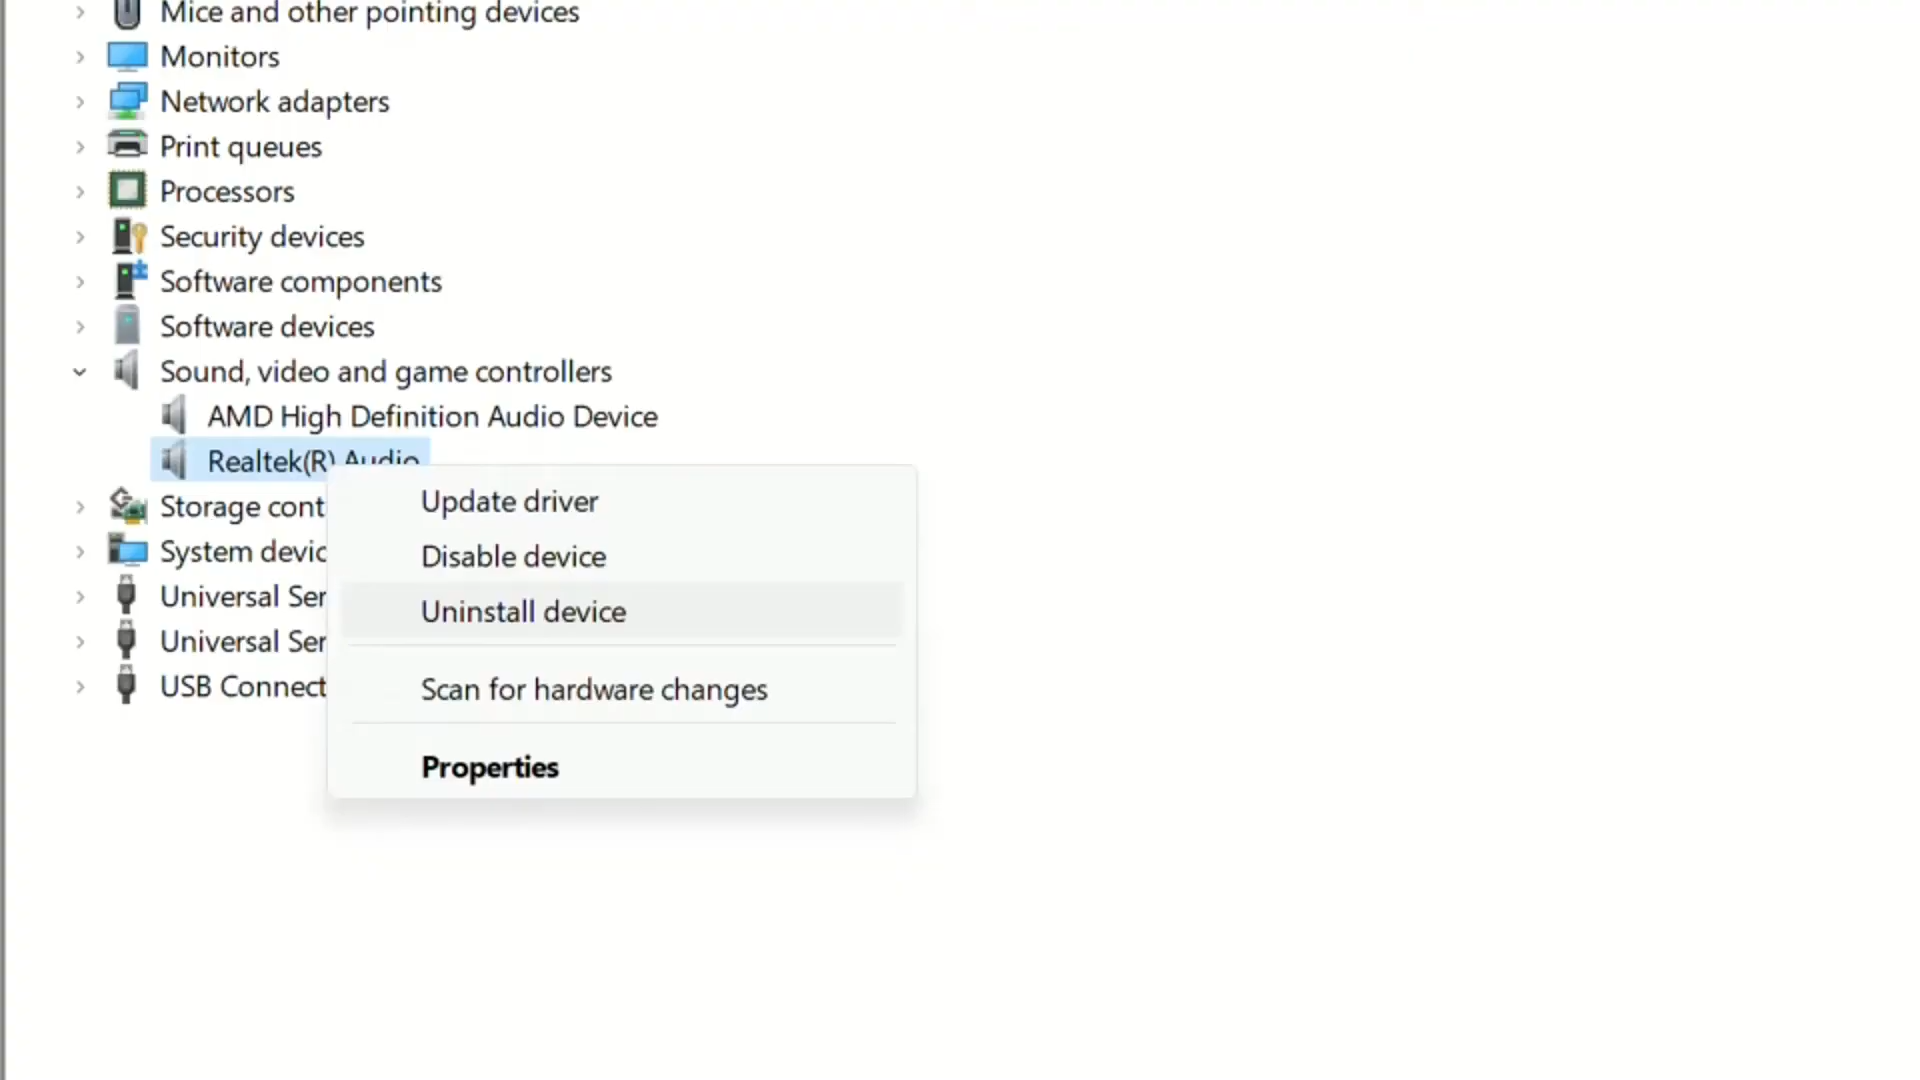 Mice and other pointing devices
Monitors
Network adapters
Print queues
Processors
Security devices
Software components
Software devices
Sound, video and game controllers
AMD High Definition Audio Device
Realtek(R) Audio
Storage cont
System devic
Universal Ser
Universal Ser
USB Connect
Update driver
Disable device
Uninstall device
Scan for hardware changes
Properties